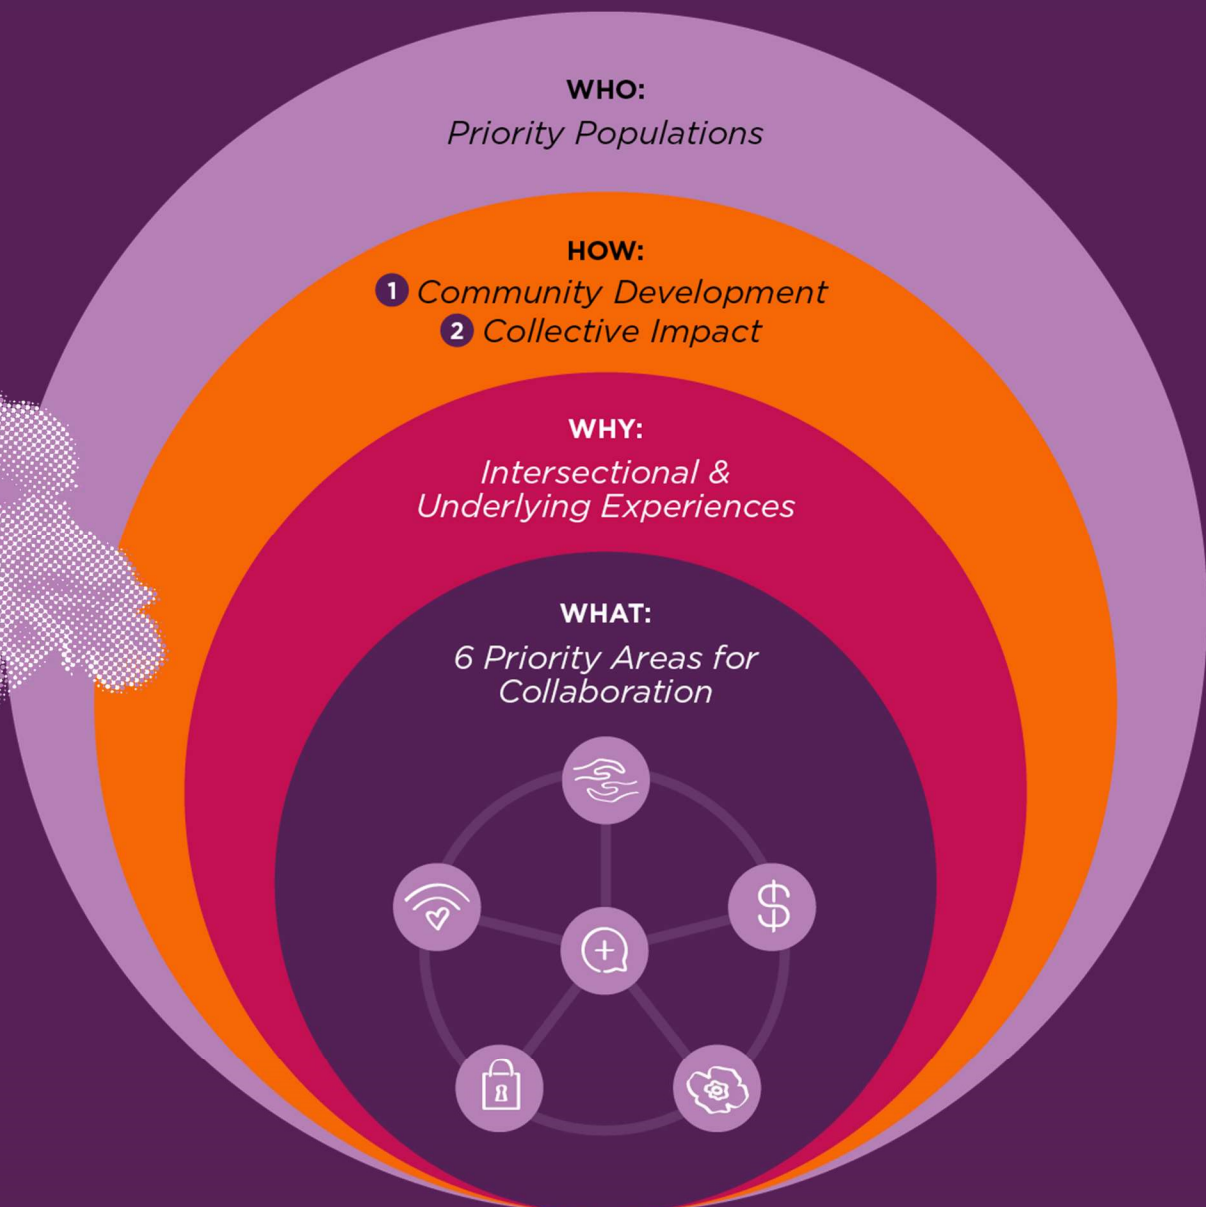 WHO:
Priority Populations
HOW:
1 Community Development
2 Collective Impact
WHY:
Intersectional &
Underlying Experiences
WHAT:
6 Priority Areas for
Collaboration
$